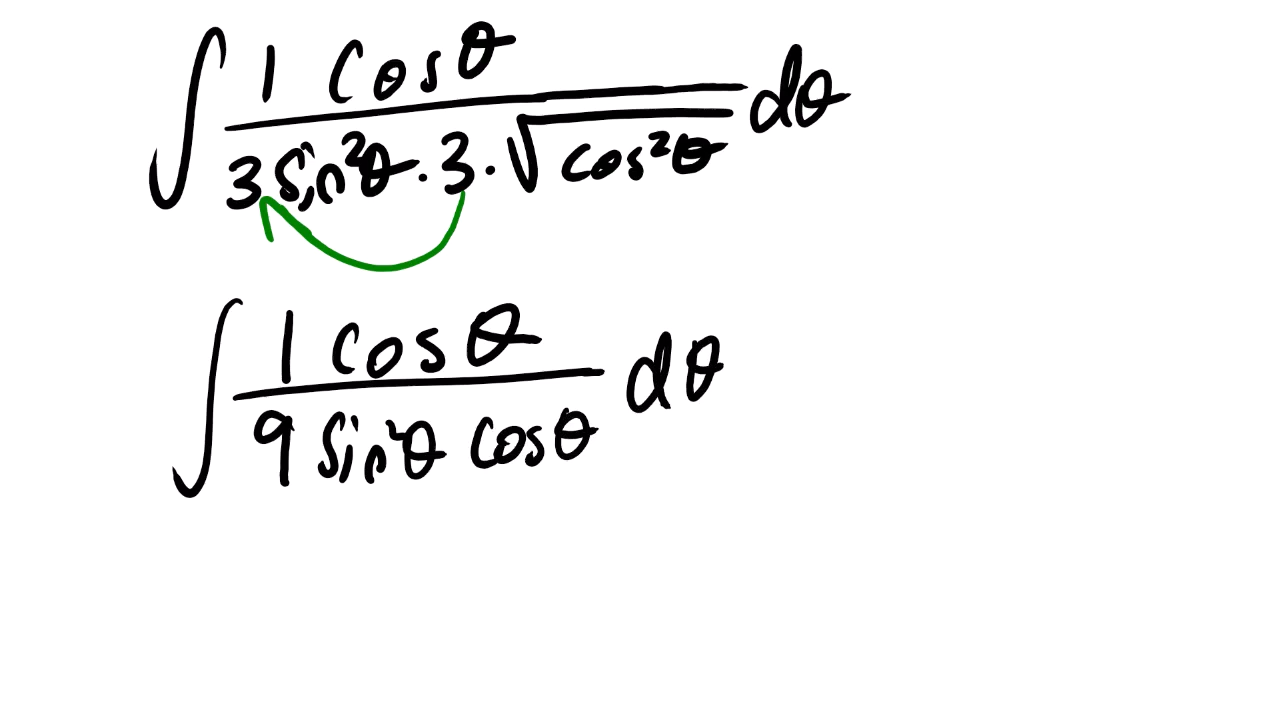 ∫ (1 cosθ)/(3 sin²θ · 3 · √(cos²θ)) dθ
∫ (1 cosθ)/(9 sin²θ cosθ) dθ